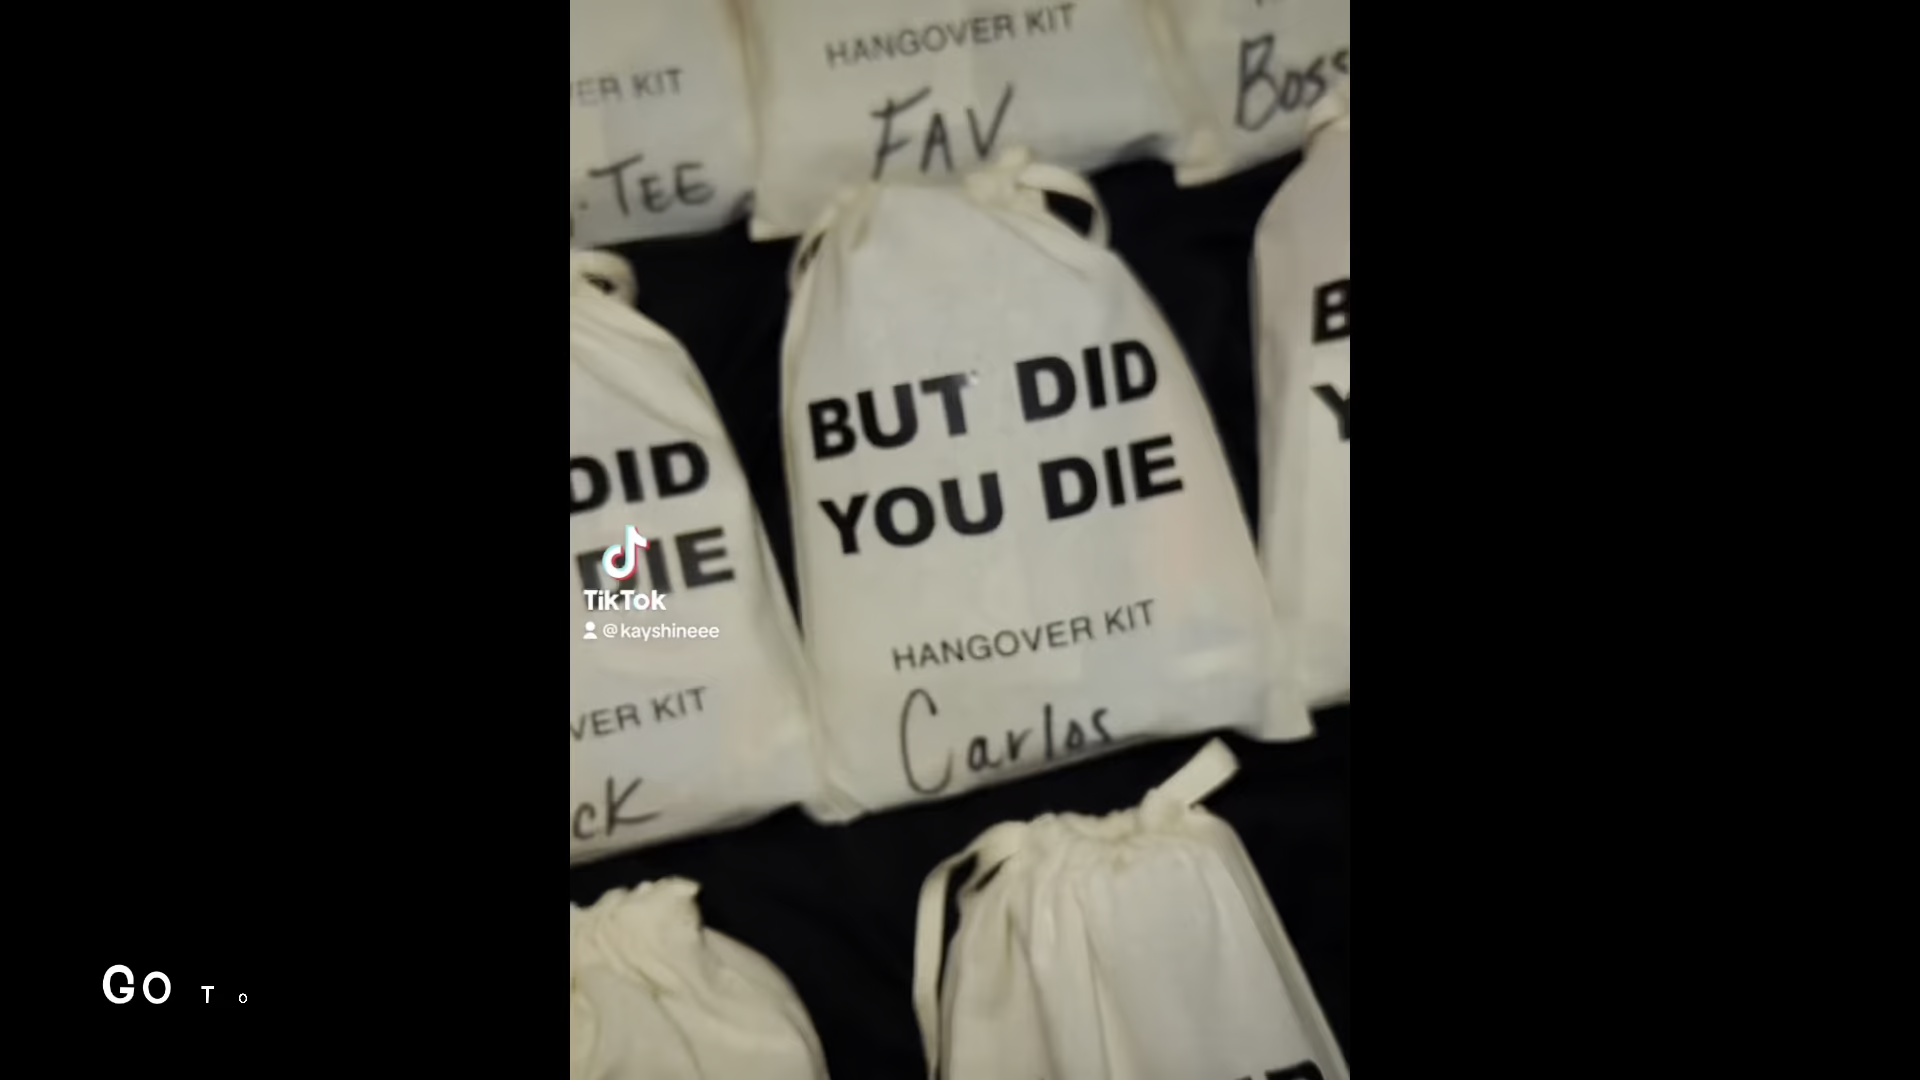 HANGOVER KIT
FAV
ER KIT
TEE
Boss
BUT DID
YOU DIE
HANGOVER KIT
Carlos
DID
DIE
VER KIT
ck
B
Y
TikTok
@kayshineee
GO TO